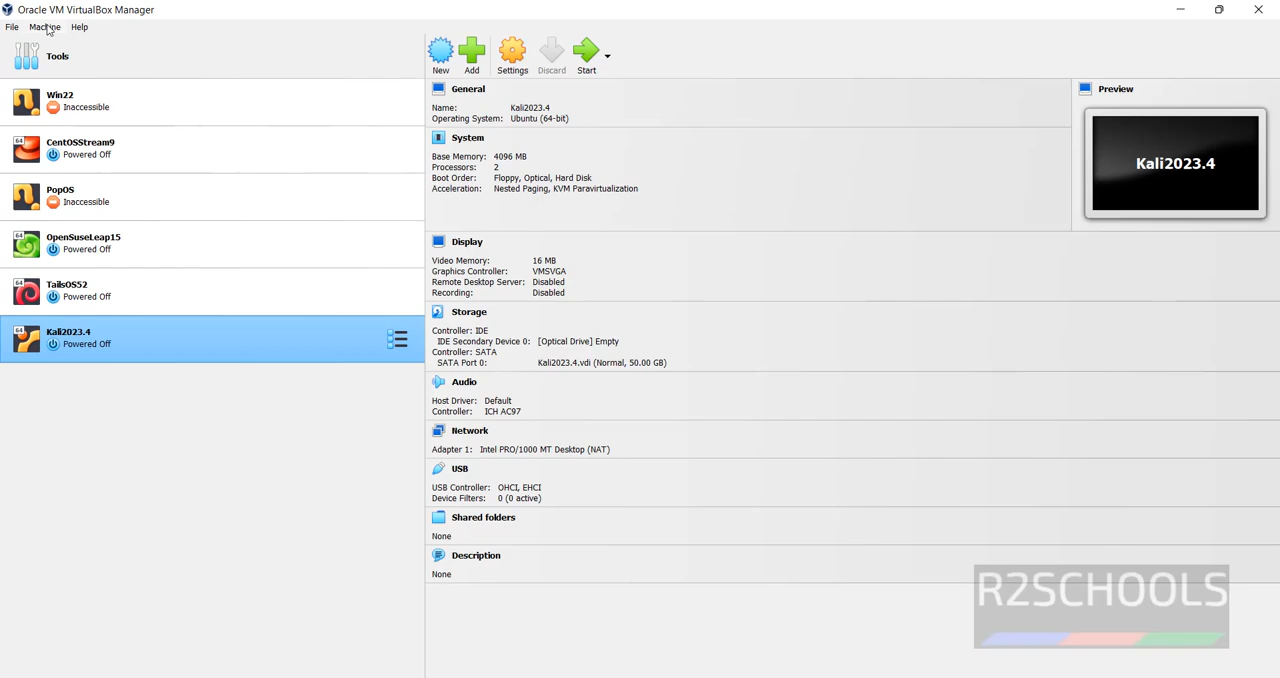 Oracle VM VirtualBox Manager
File Machine Help
Tools
New Add Settings Discard Start
Win22
Inaccessible
64
CentOSStream9
Powered Off
PopOS
Inaccessible
64
OpenSuseLeap15
Powered Off
64
TailsOS52
Powered Off
64
Kali2023.4
Powered Off
General
Name: Kali2023.4
Operating System: Ubuntu (64-bit)
System
Base Memory: 4096 MB
Processors: 2
Boot Order: Floppy, Optical, Hard Disk
Acceleration: Nested Paging, KVM Paravirtualization
Preview
Kali2023.4
Display
Video Memory: 16 MB
Graphics Controller: VMSVGA
Remote Desktop Server: Disabled
Recording: Disabled
Storage
Controller: IDE
IDE Secondary Device 0: [Optical Drive] Empty
Controller: SATA
SATA Port 0: Kali2023.4.vdi (Normal, 50.00 GB)
Audio
Host Driver: Default
Controller: ICH AC97
Network
Adapter 1: Intel PRO/1000 MT Desktop (NAT)
USB
USB Controller: OHCI, EHCI
Device Filters: 0 (0 active)
Shared folders
None
Description
None
R2SCHOOLS